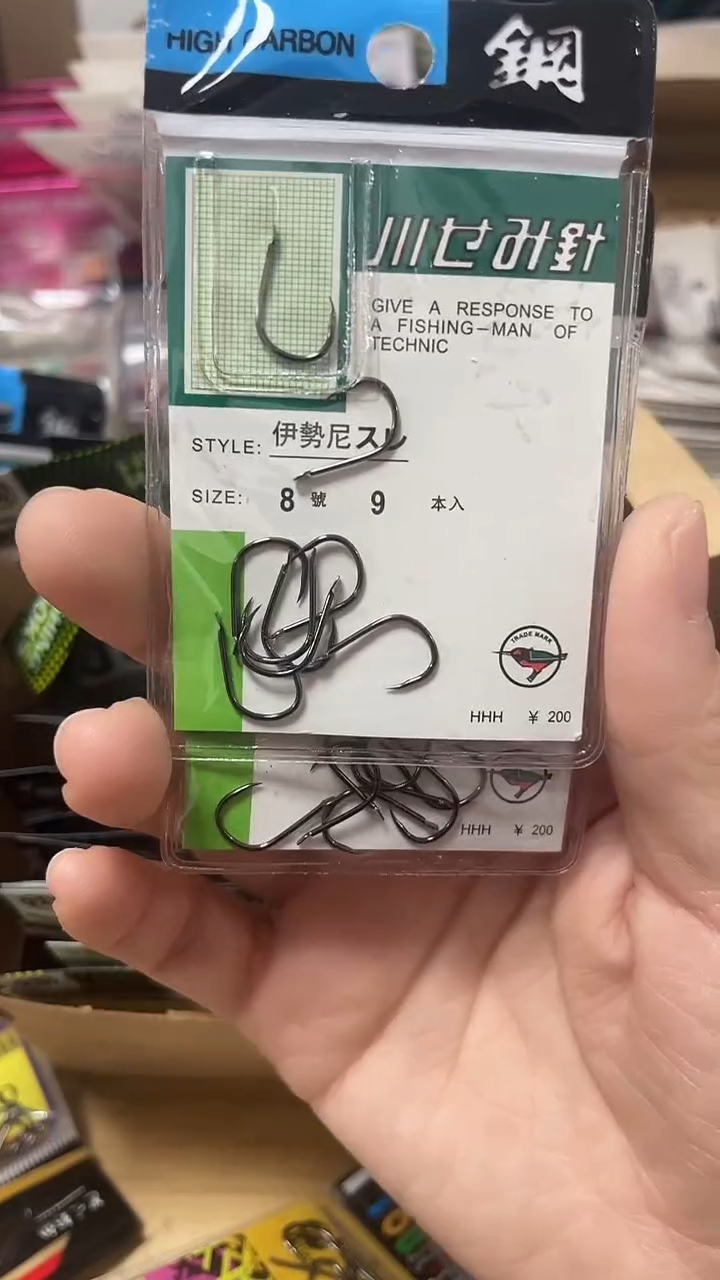 HIGH CARBON
鋼
川せみ針
GIVE A RESPONSE TO
A FISHING-MAN OF
TECHNIC
STYLE: 伊勢尼スレ
SIZE: 8 號 9 本入
TRADE MARK
HHH ¥ 200
HHH ¥ 200